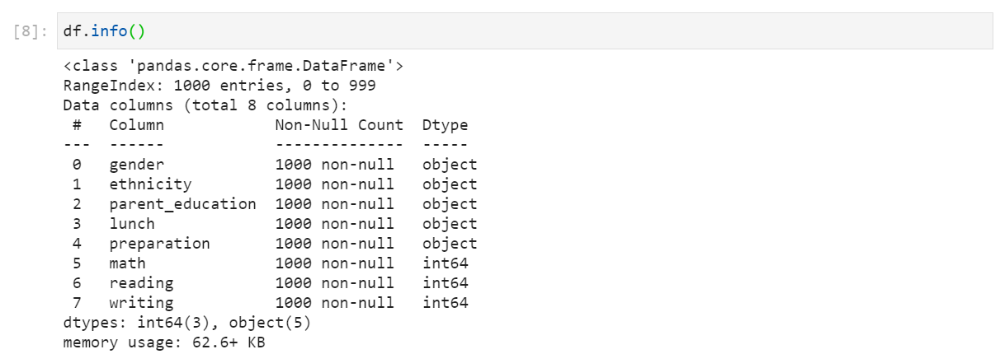 [8]: df.info()
<class 'pandas.core.frame.DataFrame'>
RangeIndex: 1000 entries, 0 to 999
Data columns (total 8 columns):
 #   Column            Non-Null Count  Dtype
---  ------            --------------  -----
 0   gender            1000 non-null   object
 1   ethnicity         1000 non-null   object
 2   parent_education  1000 non-null   object
 3   lunch             1000 non-null   object
 4   preparation       1000 non-null   object
 5   math              1000 non-null   int64
 6   reading           1000 non-null   int64
 7   writing           1000 non-null   int64
dtypes: int64(3), object(5)
memory usage: 62.6+ KB